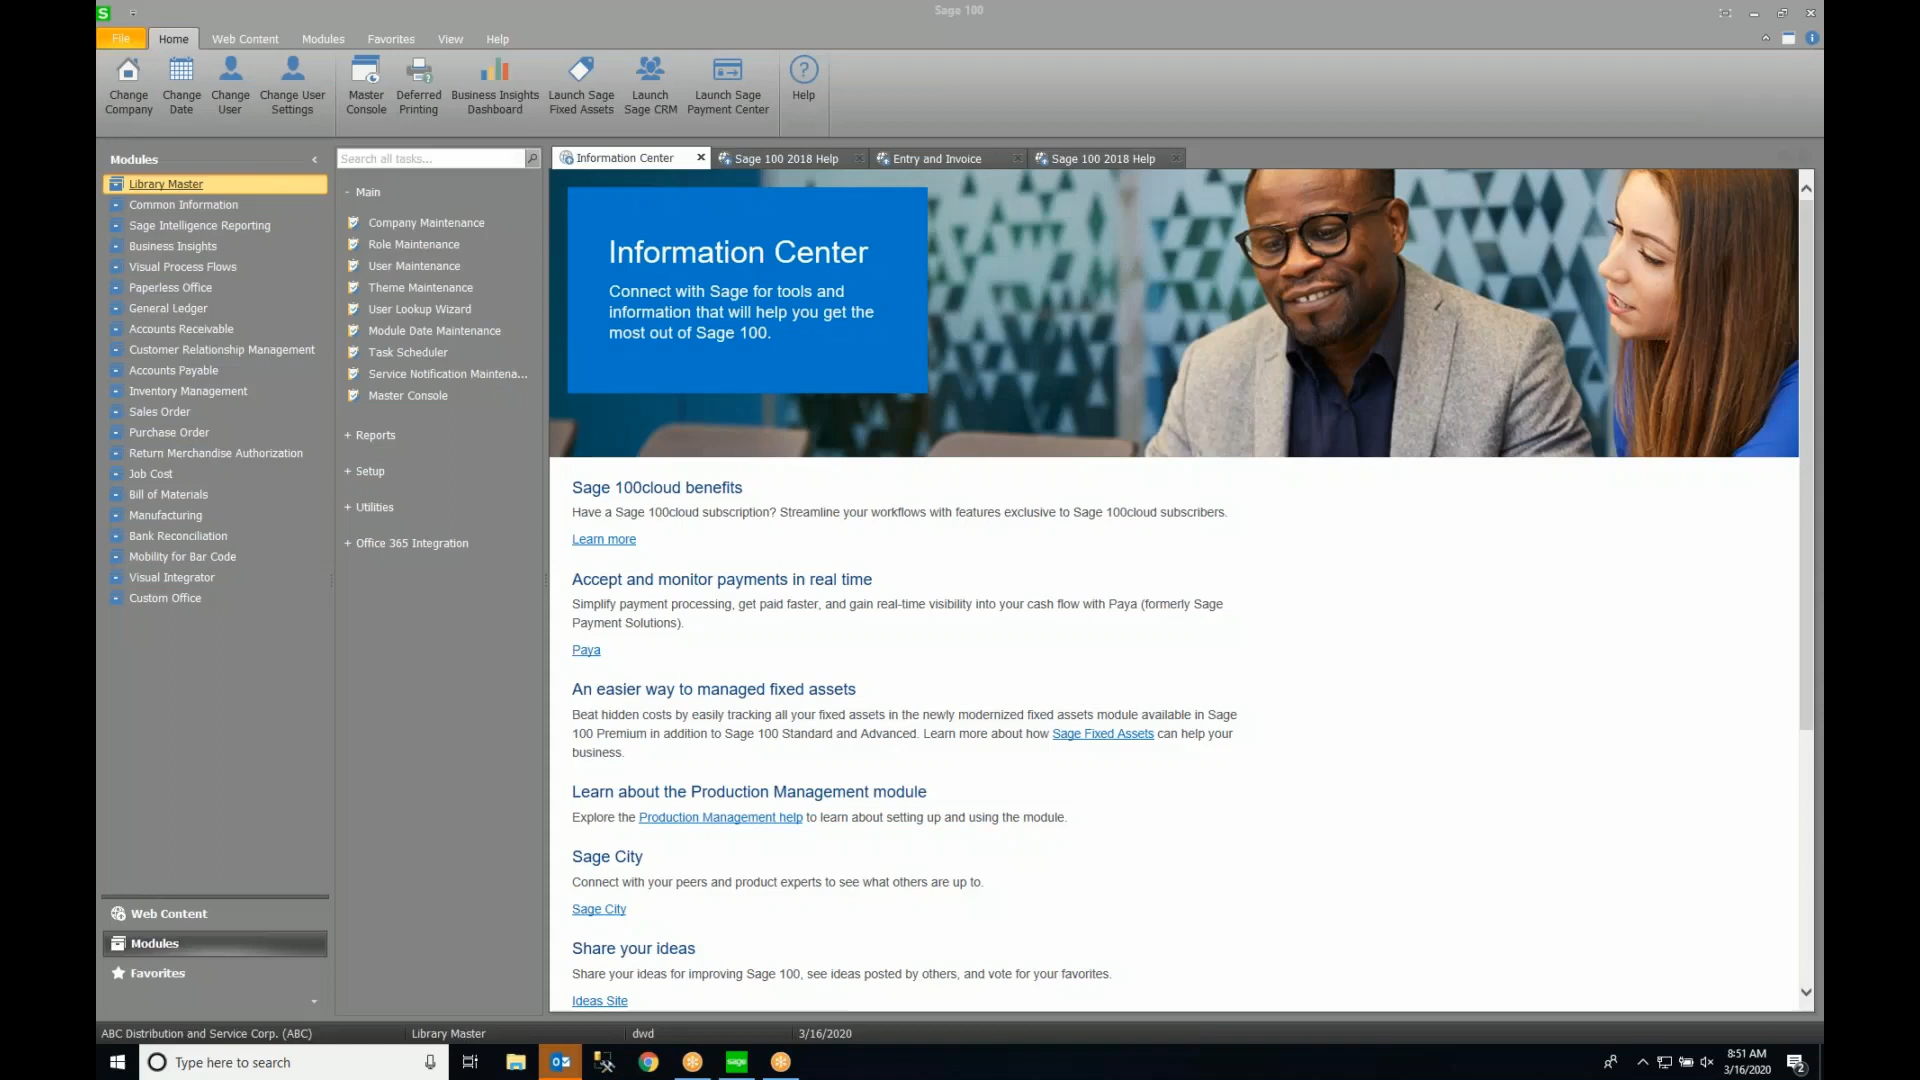 S
Sage 100
File
Home
Web Content
Modules
Favorites
View
Help
Change Company
Change Date
Change User
Change User Settings
Master Console
Deferred Printing
Business Insights Dashboard
Launch Sage Fixed Assets
Launch Sage CRM
Launch Sage Payment Center
Help
Modules
Library Master
Common Information
Sage Intelligence Reporting
Business Insights
Visual Process Flows
Paperless Office
General Ledger
Accounts Receivable
Customer Relationship Management
Accounts Payable
Inventory Management
Sales Order
Purchase Order
Return Merchandise Authorization
Job Cost
Bill of Materials
Manufacturing
Bank Reconciliation
Mobility for Bar Code
Visual Integrator
Custom Office
Web Content
Modules
Favorites
Search all tasks...
- Main
Company Maintenance
Role Maintenance
User Maintenance
Theme Maintenance
User Lookup Wizard
Module Date Maintenance
Task Scheduler
Service Notification Maintena...
Master Console
+ Reports
+ Setup
+ Utilities
+ Office 365 Integration
Information Center
Sage 100 2018 Help
Entry and Invoice
Sage 100 2018 Help
Information Center
Connect with Sage for tools and
information that will help you get the
most out of Sage 100.
Sage 100cloud benefits
Have a Sage 100cloud subscription? Streamline your workflows with features exclusive to Sage 100cloud subscribers.
Learn more
Accept and monitor payments in real time
Simplify payment processing, get paid faster, and gain real-time visibility into your cash flow with Paya (formerly Sage
Payment Solutions).
Paya
An easier way to managed fixed assets
Beat hidden costs by easily tracking all your fixed assets in the newly modernized fixed assets module available in Sage
100 Premium in addition to Sage 100 Standard and Advanced. Learn more about how Sage Fixed Assets can help your
business.
Learn about the Production Management module
Explore the Production Management help to learn about setting up and using the module.
Sage City
Connect with your peers and product experts to see what others are up to.
Sage City
Share your ideas
Share your ideas for improving Sage 100, see ideas posted by others, and vote for your favorites.
Ideas Site
ABC Distribution and Service Corp. (ABC)
Library Master
dwd
3/16/2020
Type here to search
sage
8:51 AM
3/16/2020
2